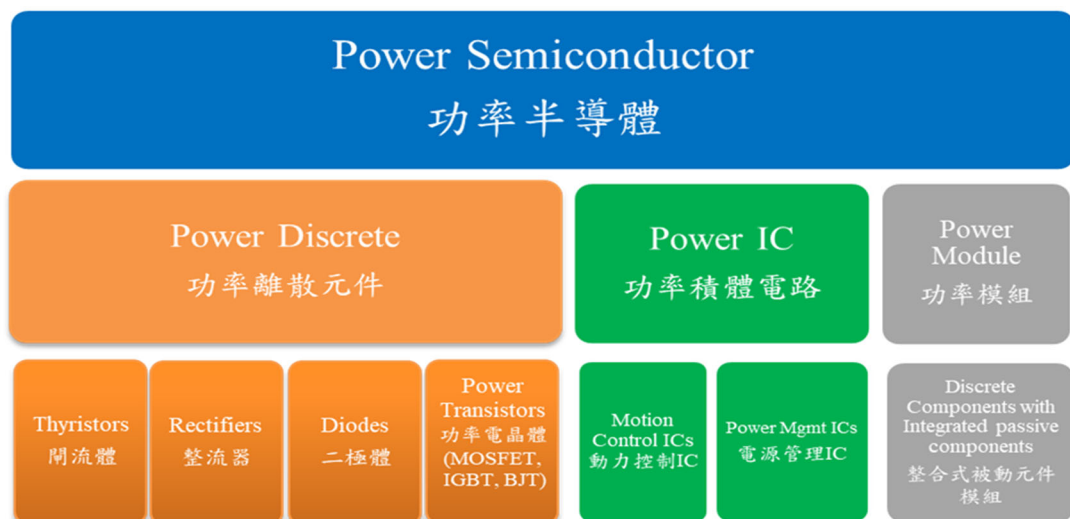 Power Semiconductor
功率半導體
Power Discrete
功率離散元件
Power IC
功率積體電路
Power
Module
功率模組
Thyristors
閘流體
Rectifiers
整流器
Diodes
二極體
Power
Transistors
功率電晶體
(MOSFET,
IGBT, BJT)
Motion
Control ICs
動力控制IC
Power Mgmt ICs
電源管理IC
Discrete
Components with
Integrated passive
components
整合式被動元件
模組